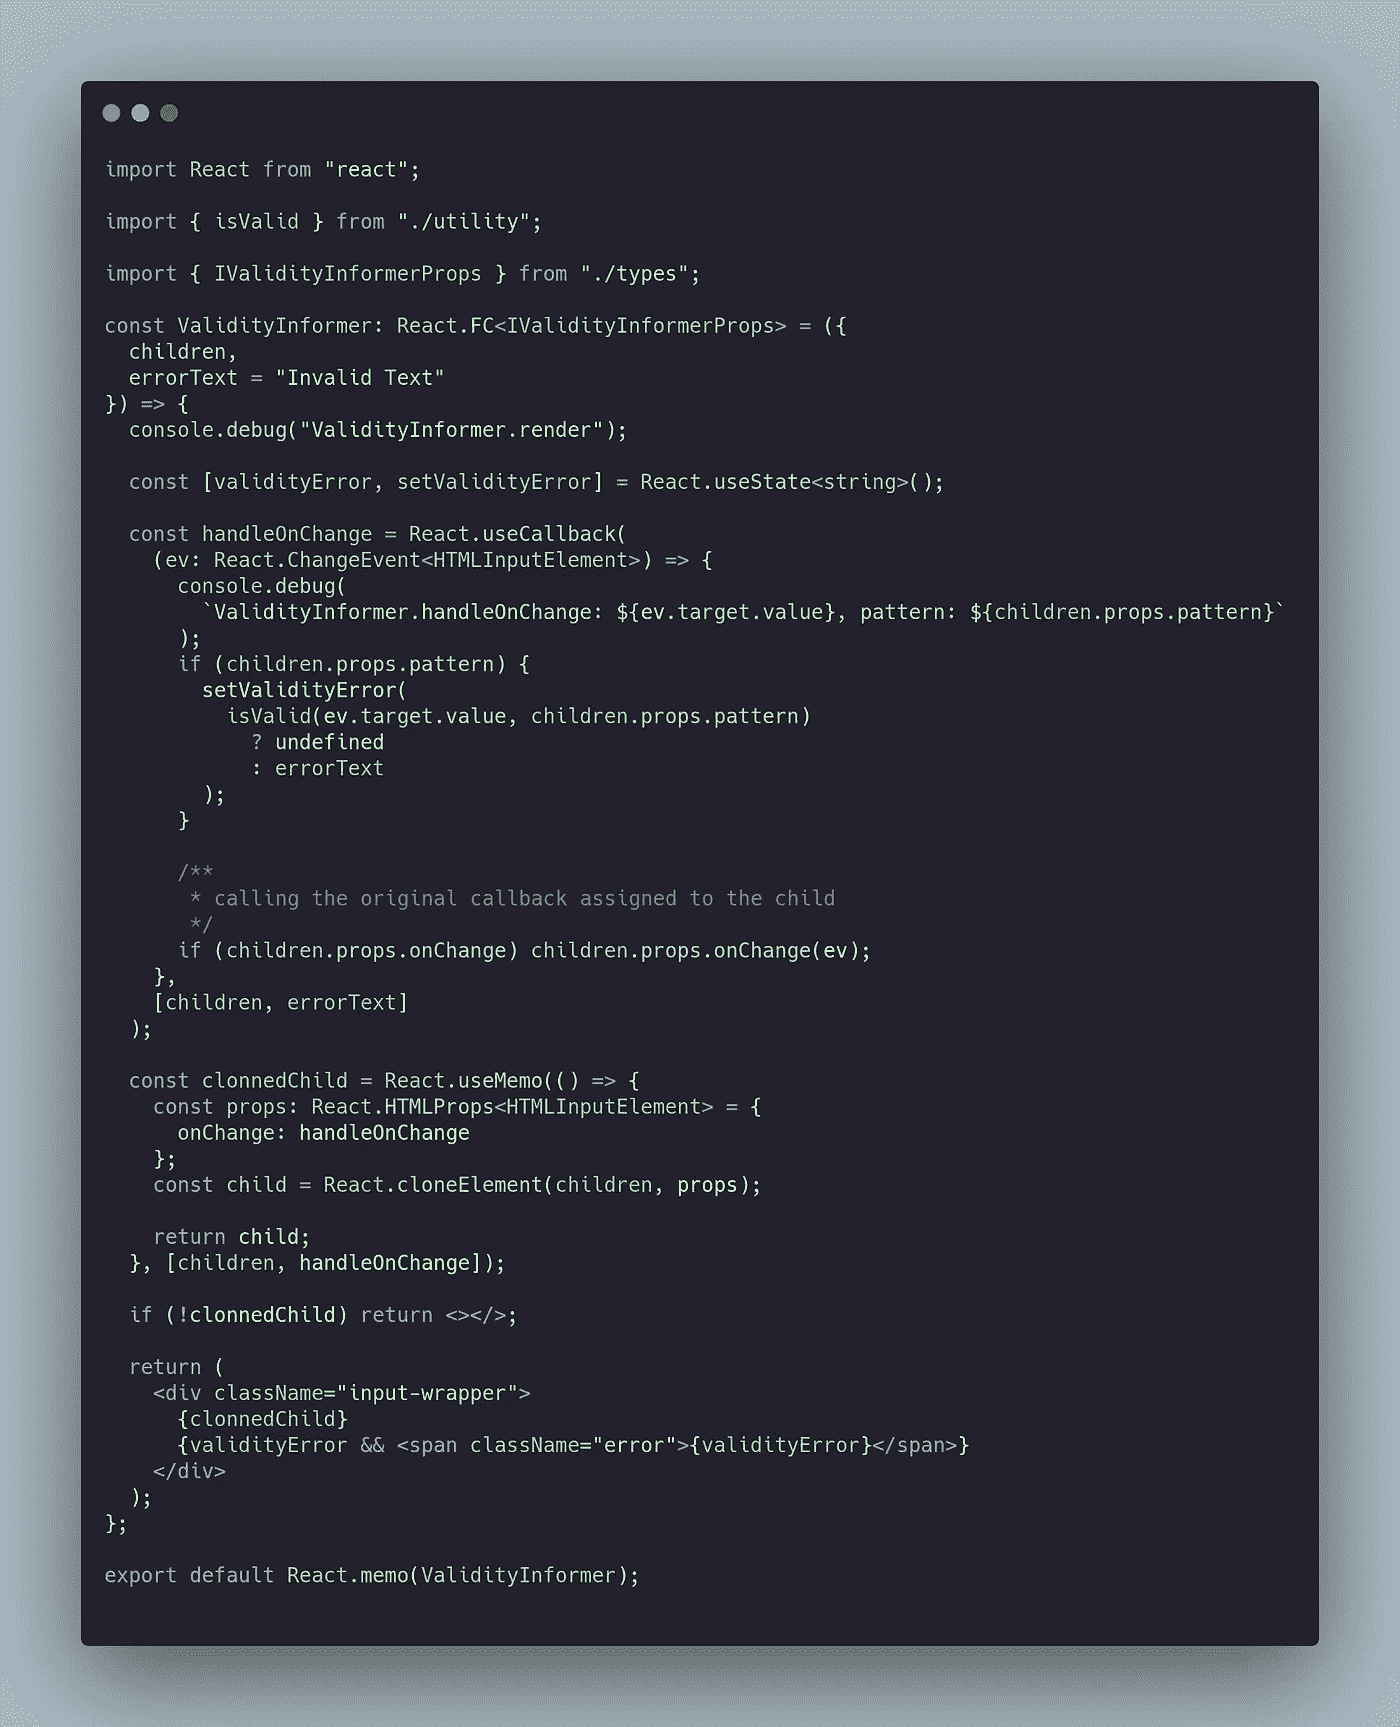 import React from "react";
import { isValid } from "./utility";
import { IValidityInformerProps } from "./types";
const ValidityInformer: React.FC<IValidityInformerProps> = ({
  children,
  errorText = "Invalid Text"
}) => {
  console.debug("ValidityInformer.render");
  const [validityError, setValidityError] = React.useState<string>();
  const handleOnChange = React.useCallback(
    (ev: React.ChangeEvent<HTMLInputElement>) => {
      console.debug(
        `ValidityInformer.handleOnChange: ${ev.target.value}, pattern: ${children.props.pattern}`
      );
      if (children.props.pattern) {
        setValidityError(
          isValid(ev.target.value, children.props.pattern)
            ? undefined
            : errorText
        );
      }
      /**
       * calling the original callback assigned to the child
       */
      if (children.props.onChange) children.props.onChange(ev);
    },
    [children, errorText]
  );
  const clonnedChild = React.useMemo(() => {
    const props: React.HTMLProps<HTMLInputElement> = {
      onChange: handleOnChange
    };
    const child = React.cloneElement(children, props);
    return child;
  }, [children, handleOnChange]);
  if (!clonnedChild) return <></>;
  return (
    <div className="input-wrapper">
      {clonnedChild}
      {validityError && <span className="error">{validityError}</span>}
    </div>
  );
};
export default React.memo(ValidityInformer);